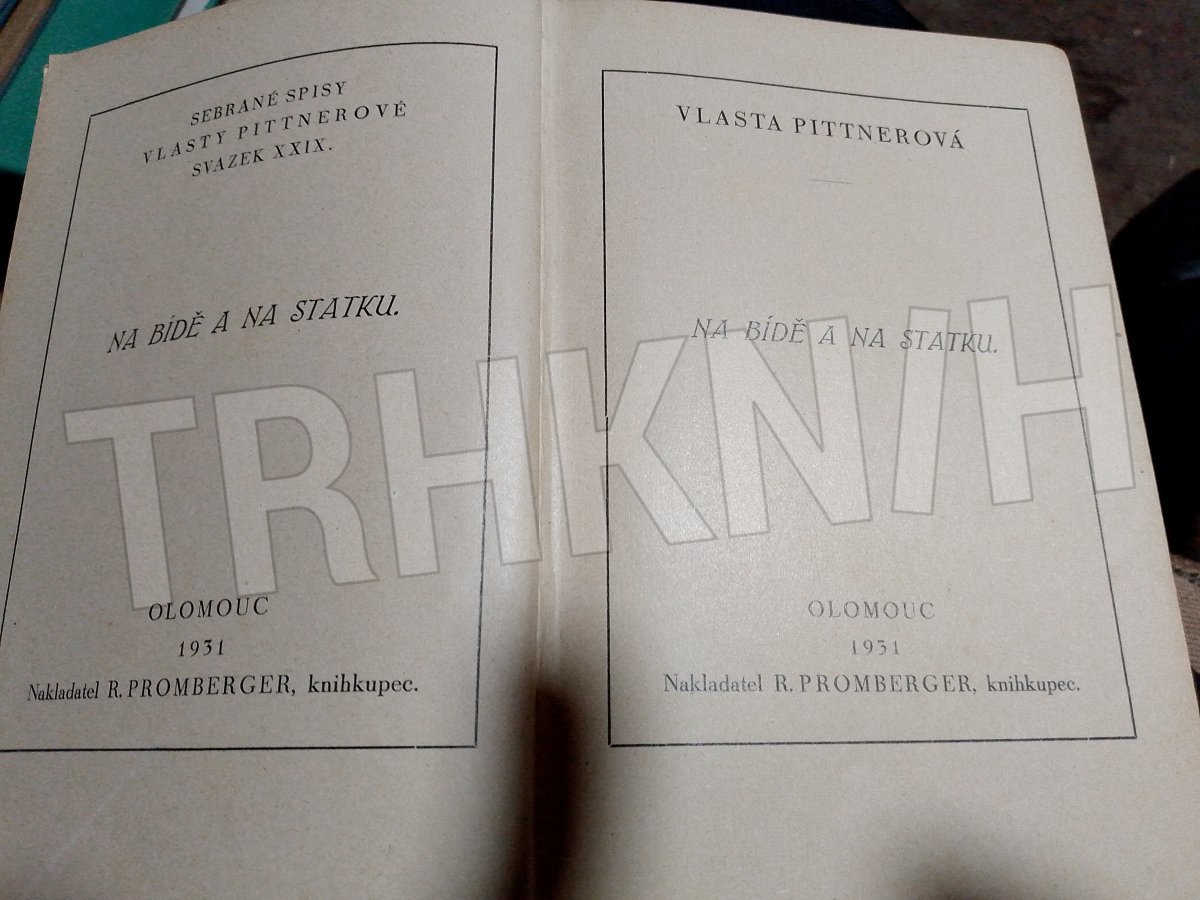 SEBRANÉ SPISY
VLASTY PITTNEROVÉ
SVAZEK XXIX.
NA BÍDĚ A NA STATKU.
OLOMOUC
1931
Nakladatel R. PROMBERGER, knihkupec.
VLASTA PITTNEROVÁ
NA BÍDĚ A NA STATKU.
OLOMOUC
1931
Nakladatel R. PROMBERGER, knihkupec.
TRHKNIH